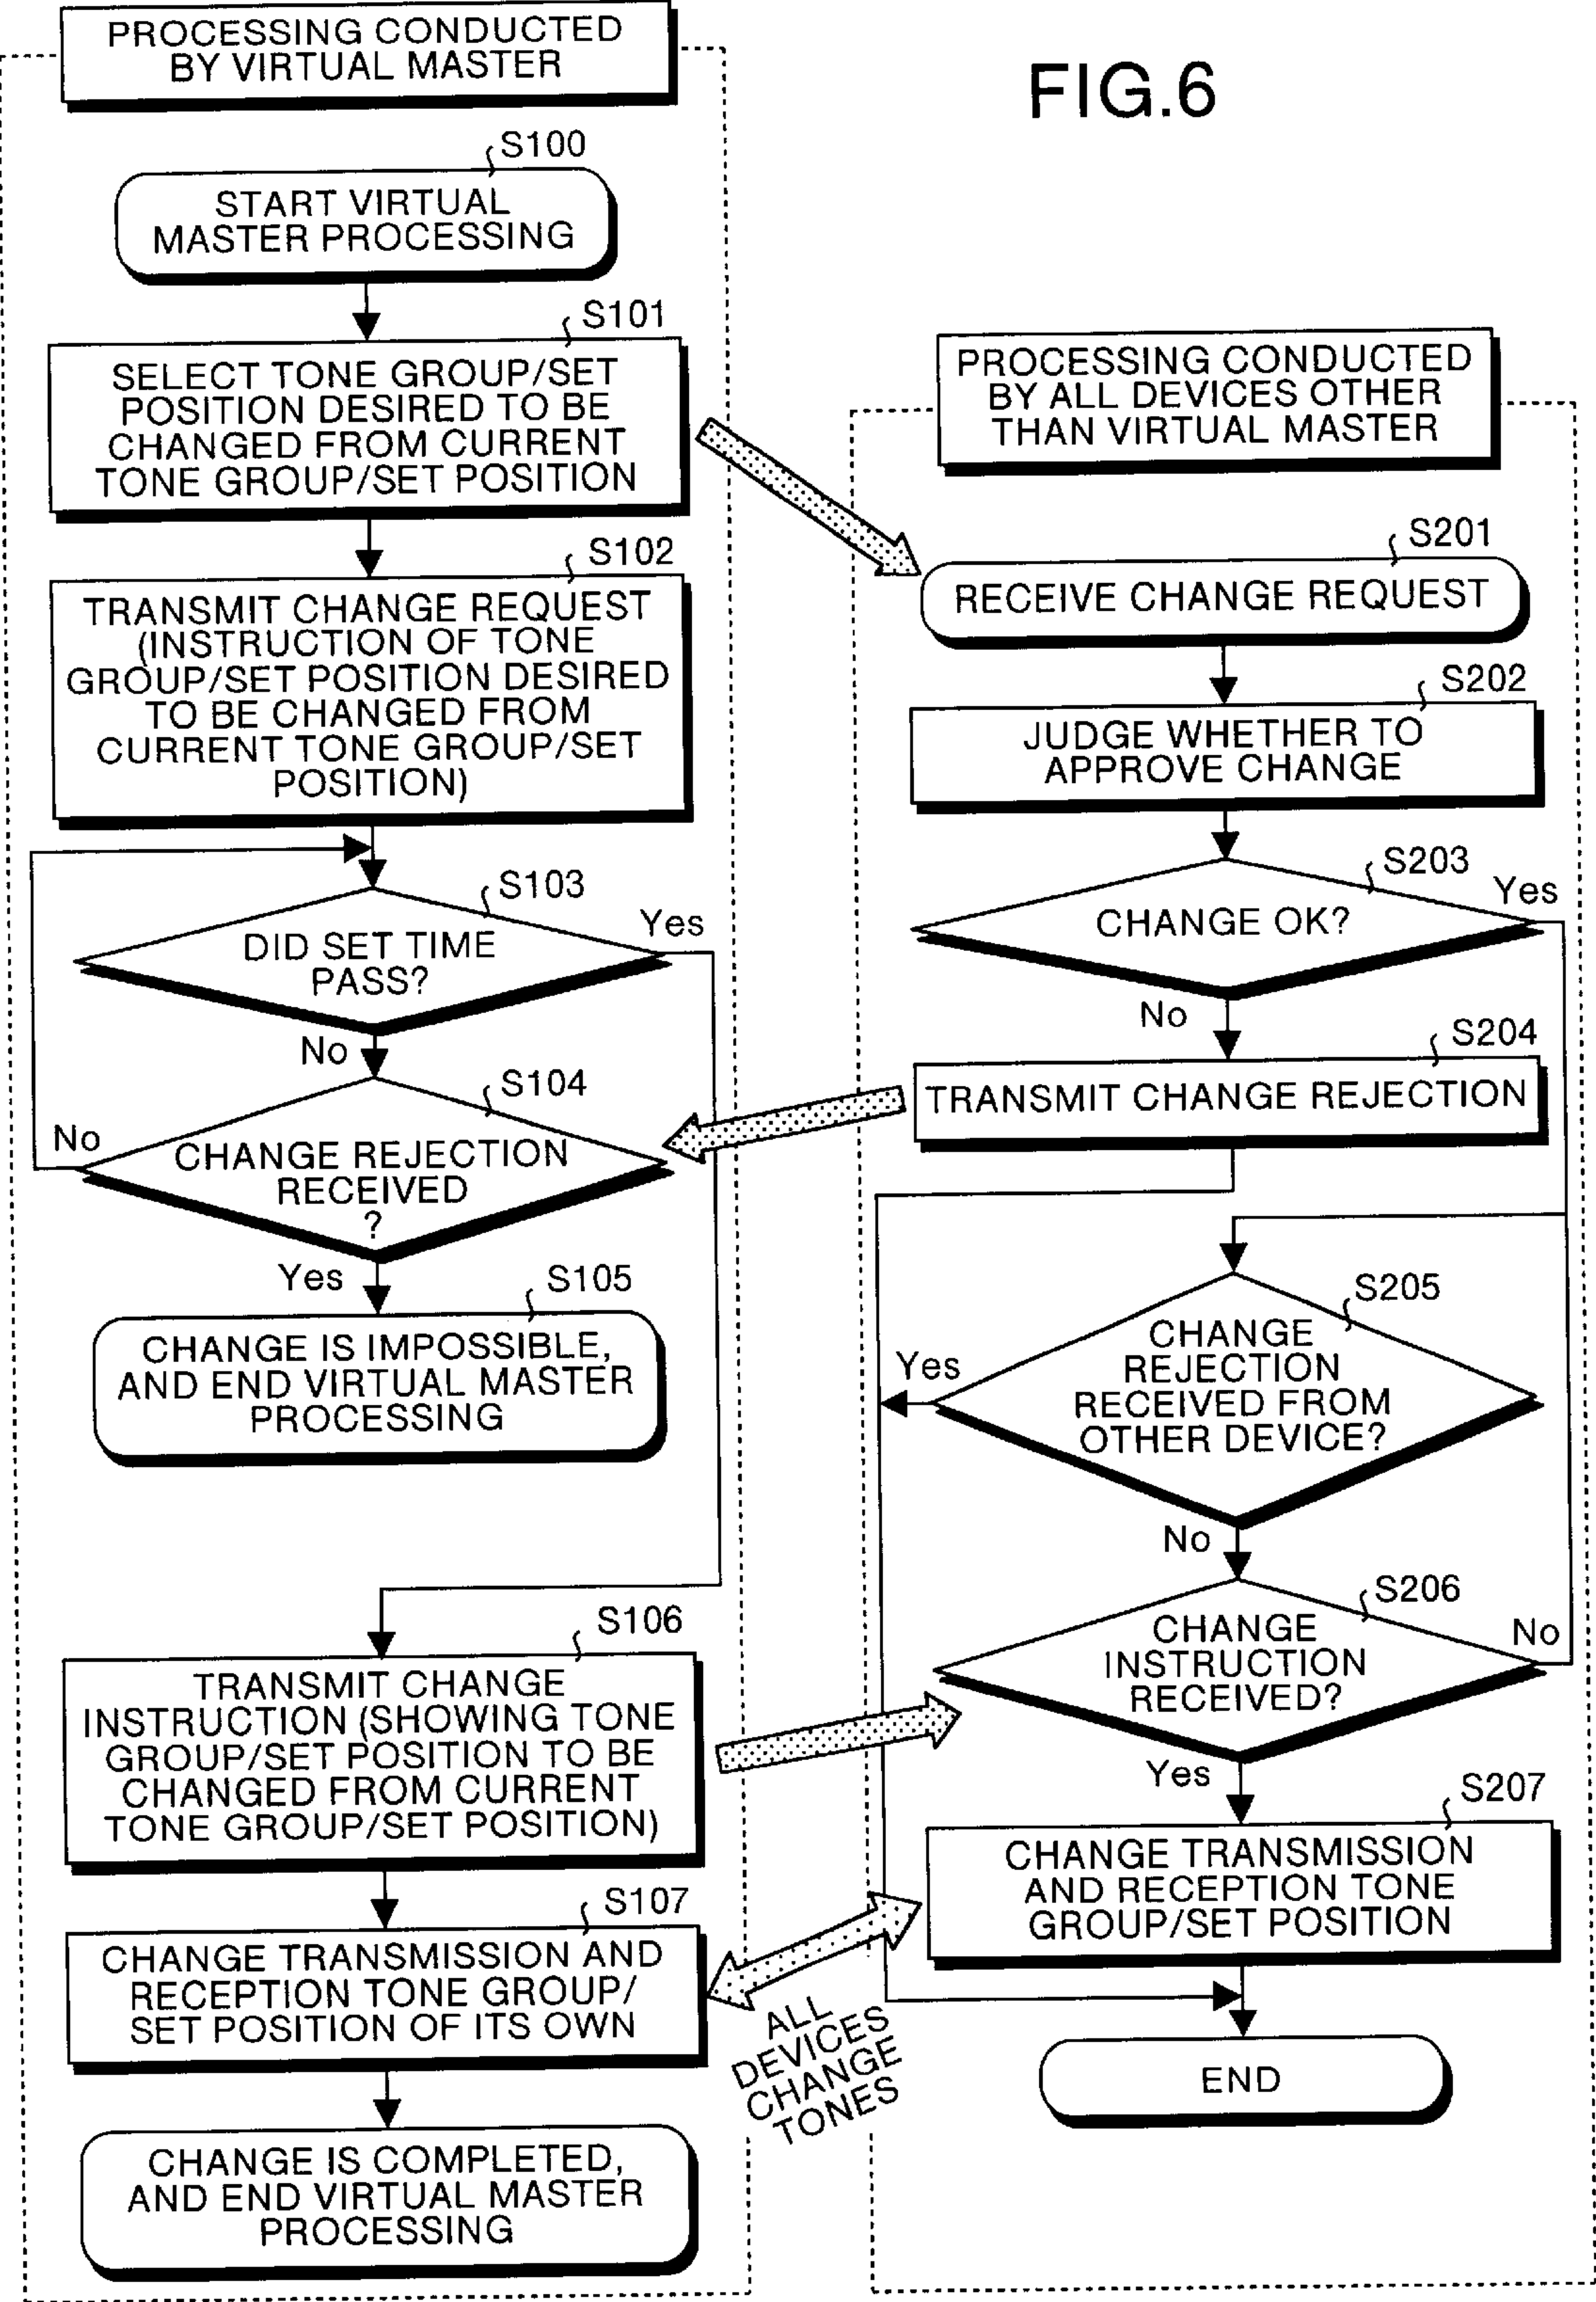 FIG.6
PROCESSING CONDUCTED
BY VIRTUAL MASTER
S100
START VIRTUAL
MASTER PROCESSING
S101
SELECT TONE GROUP/SET
POSITION DESIRED TO BE
CHANGED FROM CURRENT
TONE GROUP/SET POSITION
S102
TRANSMIT CHANGE REQUEST
(INSTRUCTION OF TONE
GROUP/SET POSITION DESIRED
TO BE CHANGED FROM
CURRENT TONE GROUP/SET
POSITION)
S103
DID SET TIME
PASS?
Yes
No
S104
CHANGE REJECTION
RECEIVED
?
No
Yes
S105
CHANGE IS IMPOSSIBLE,
AND END VIRTUAL MASTER
PROCESSING
S106
TRANSMIT CHANGE
INSTRUCTION (SHOWING TONE
GROUP/SET POSITION TO BE
CHANGED FROM CURRENT
TONE GROUP/SET POSITION)
S107
CHANGE TRANSMISSION AND
RECEPTION TONE GROUP/
SET POSITION OF ITS OWN
CHANGE IS COMPLETED,
AND END VIRTUAL MASTER
PROCESSING
ALL
DEVICES
CHANGE
TONES
PROCESSING CONDUCTED
BY ALL DEVICES OTHER
THAN VIRTUAL MASTER
S201
RECEIVE CHANGE REQUEST
S202
JUDGE WHETHER TO
APPROVE CHANGE
S203
CHANGE OK?
Yes
No
S204
TRANSMIT CHANGE REJECTION
S205
CHANGE
REJECTION
RECEIVED FROM
OTHER DEVICE?
Yes
No
S206
CHANGE
INSTRUCTION
RECEIVED?
No
Yes
S207
CHANGE TRANSMISSION
AND RECEPTION TONE
GROUP/SET POSITION
END